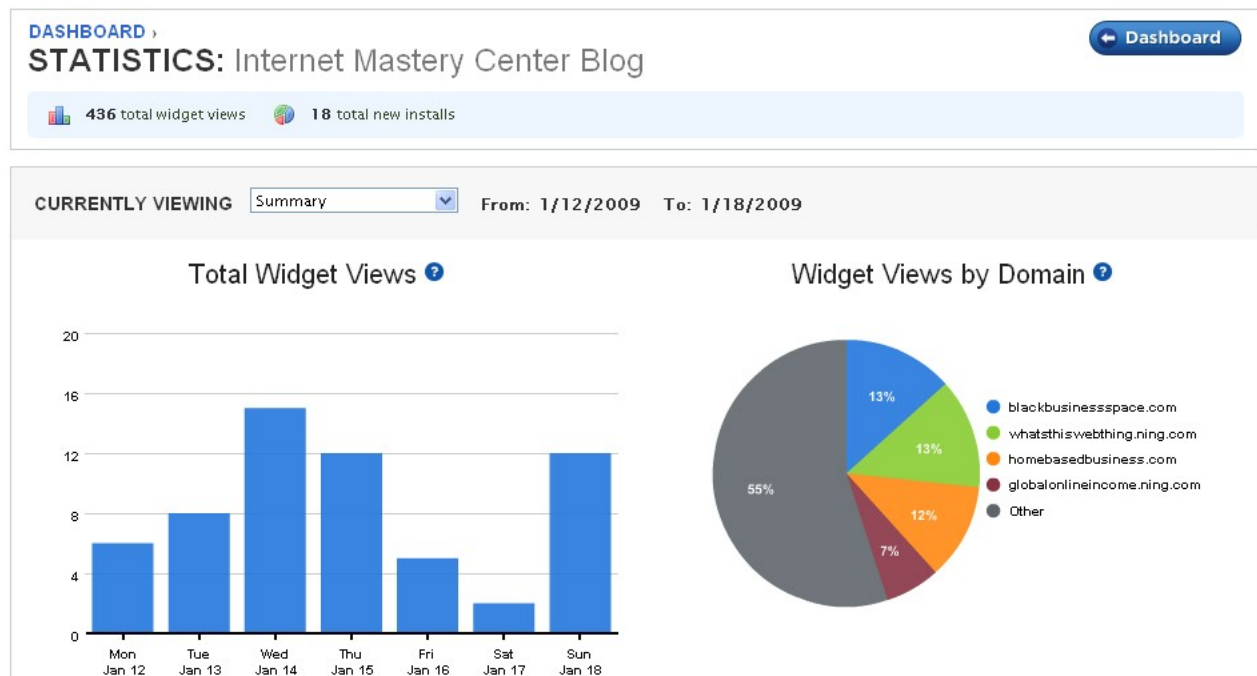 DASHBOARD ›
STATISTICS: Internet Mastery Center Blog
Dashboard
436 total widget views
18 total new installs
CURRENTLY VIEWING Summary From: 1/12/2009 To: 1/18/2009
Total Widget Views ?
20
16
12
8
4
0
Mon Jan 12
Tue Jan 13
Wed Jan 14
Thu Jan 15
Fri Jan 16
Sat Jan 17
Sun Jan 18
Widget Views by Domain ?
13%
13%
12%
7%
55%
blackbusinessspace.com
whatsthiswebthing.ning.com
homebasedbusiness.com
globalonlineincome.ning.com
Other